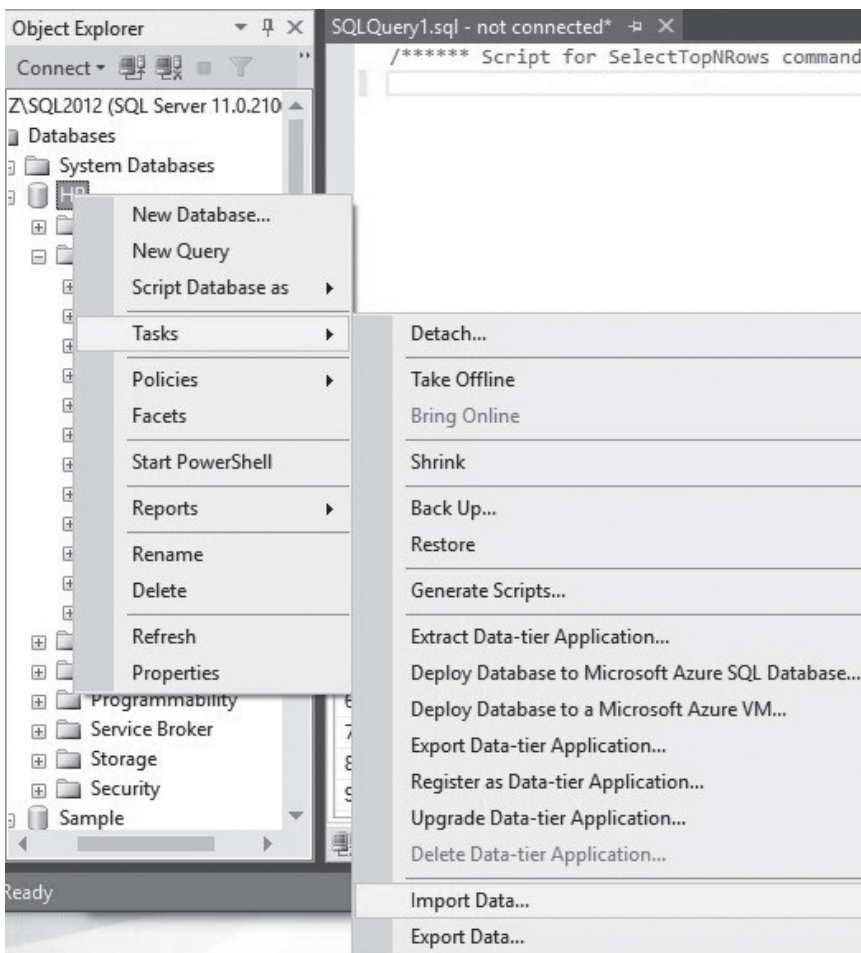 Object Explorer
SQLQuery1.sql - not connected*
Connect
/****** Script for SelectTopNRows command
Z\SQL2012 (SQL Server 11.0.210
Databases
System Databases
New Database...
New Query
Script Database as
Tasks
Policies
Facets
Start PowerShell
Reports
Rename
Delete
Refresh
Properties
Detach...
Take Offline
Bring Online
Shrink
Back Up...
Restore
Generate Scripts...
Extract Data-tier Application...
Deploy Database to Microsoft Azure SQL Database...
Deploy Database to a Microsoft Azure VM...
Export Data-tier Application...
Register as Data-tier Application...
Upgrade Data-tier Application...
Delete Data-tier Application...
Import Data...
Export Data...
Programmability
Service Broker
Storage
Security
Sample
Ready